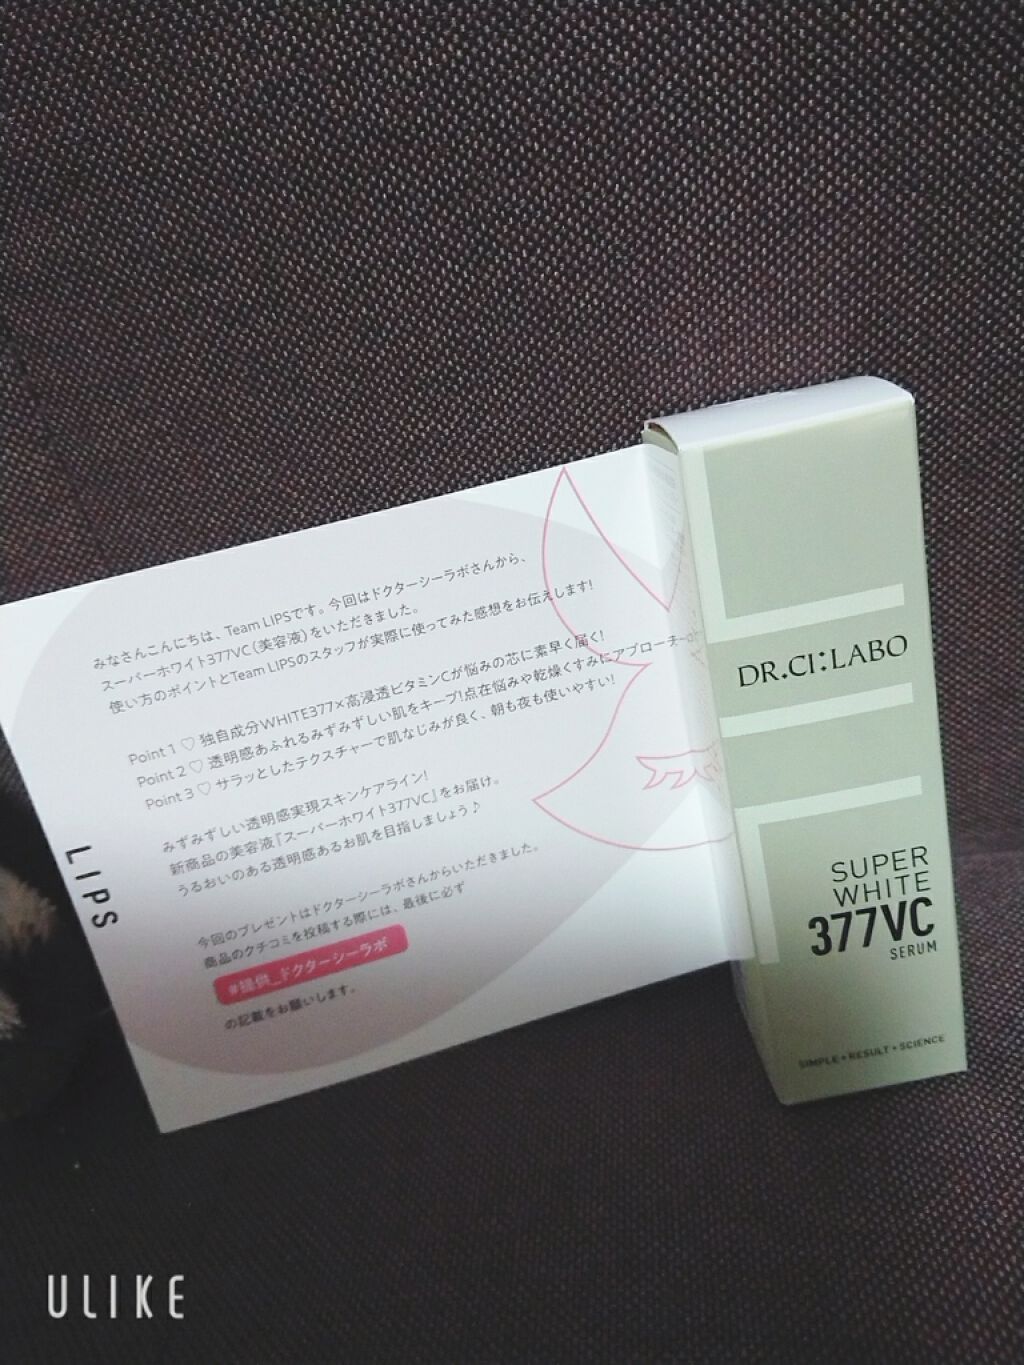 みなさんこんにちは、Team LIPSです。今回はドクターシーラボさんから、
スーパーホワイト377VC(美容液)をいただきました。
使い方のポイントとTeam LIPSのスタッフが実際に使ってみた感想をお伝えします!
Point 1 ♡ 独自成分WHITE377×高浸透ビタミンCが悩みの芯に素早く届く!
Point 2 ♡ 透明感あふれるみずみずしい肌をキープ!点在悩みや乾燥くすみにアプローチ
Point 3 ♡ サラッとしたテクスチャーで肌なじみが良く、朝も夜も使いやすい!
みずみずしい透明感実現スキンケアライン!
新商品の美容液『スーパーホワイト377VC』をお届け。
うるおいのある透明感あるお肌を目指しましょう♪
今回のプレゼントはドクターシーラボさんからいただきました。
商品のクチコミを投稿する際には、最後に必ず
#提供_ドクターシーラボ
の記載をお願いします。
LIPS
DR.CI:LABO
SUPER
WHITE
377VC
SERUM
SIMPLE+RESULT+SCIENCE
ULIKE